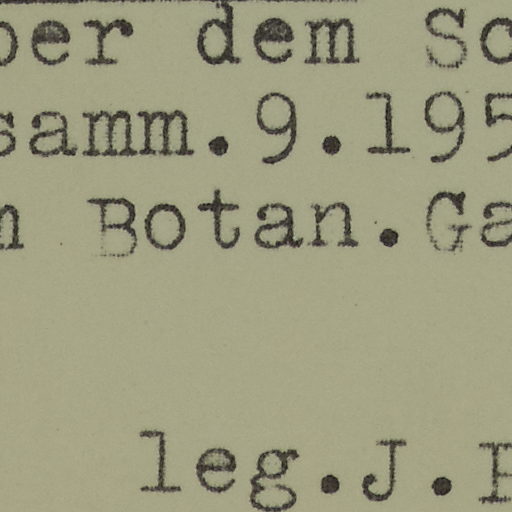 ber dem Sc
samm.9.195
n Botan.Ga
leg.J.